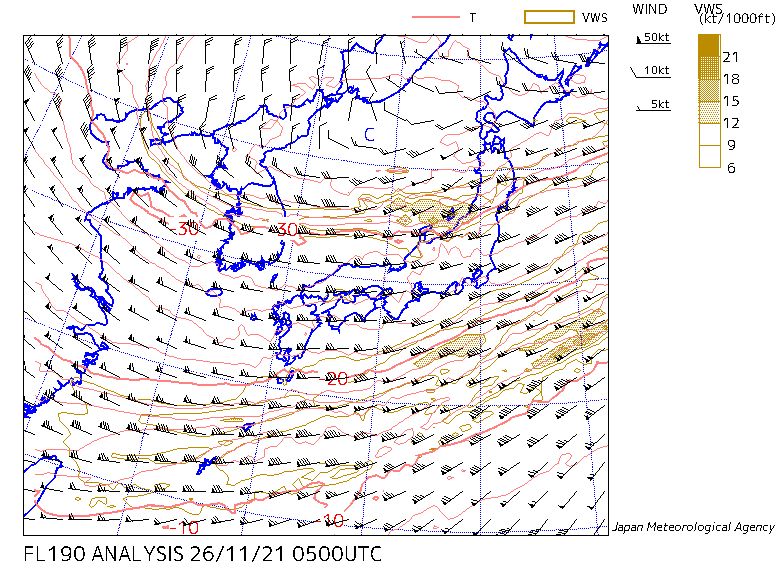 T VWS
WIND
VWS
(kt/1000ft)
50kt
10kt
5kt
21
18
15
12
9
6
C
-30
-30
-20
-10
-10
Japan Meteorological Agency
FL190 ANALYSIS 26/11/21 0500UTC